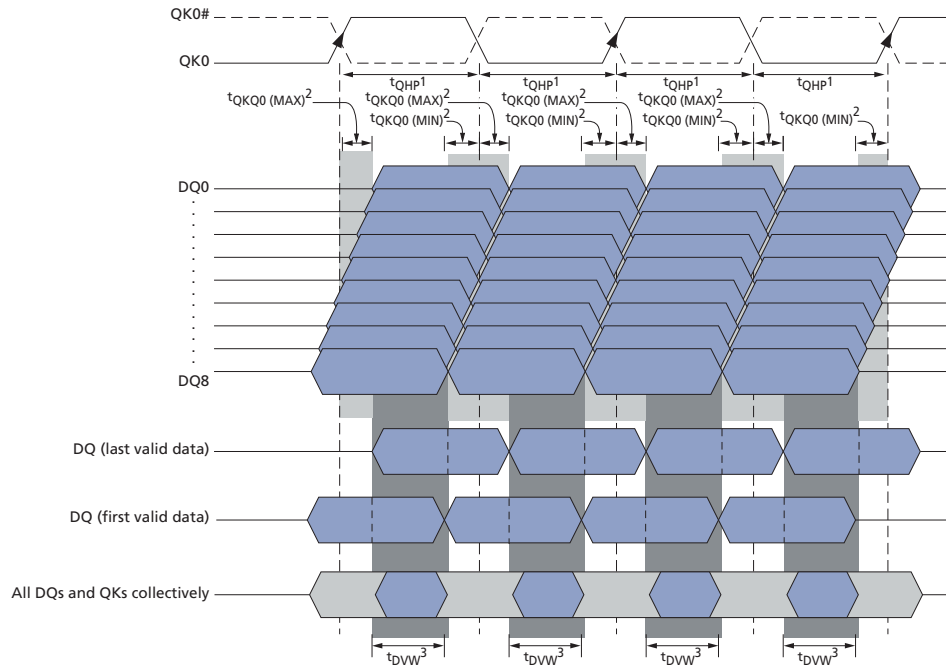 QK0#
QK0
tQHP1 tQHP1 tQHP1 tQHP1
tQKQ0 (MAX)2 tQKQ0 (MAX)2 tQKQ0 (MAX)2 tQKQ0 (MAX)2
tQKQ0 (MIN)2 tQKQ0 (MIN)2 tQKQ0 (MIN)2 tQKQ0 (MIN)2
DQ0
DQ8
DQ (last valid data)
DQ (first valid data)
All DQs and QKs collectively
tDVW3 tDVW3 tDVW3 tDVW3